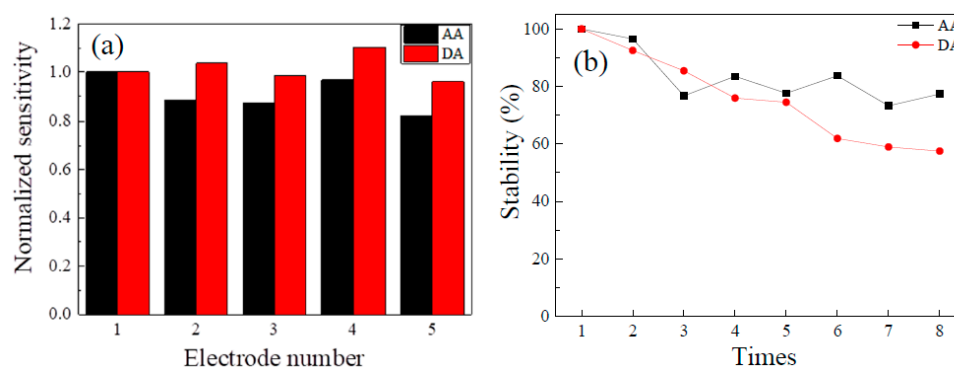 (a)
AA
DA
Normalized sensitivity
1.2
1.0
0.8
0.6
0.4
0.2
0.0
1 2 3 4 5
Electrode number
(b)
AA
DA
Stability (%)
100
80
60
40
20
0
1 2 3 4 5 6 7 8
Times